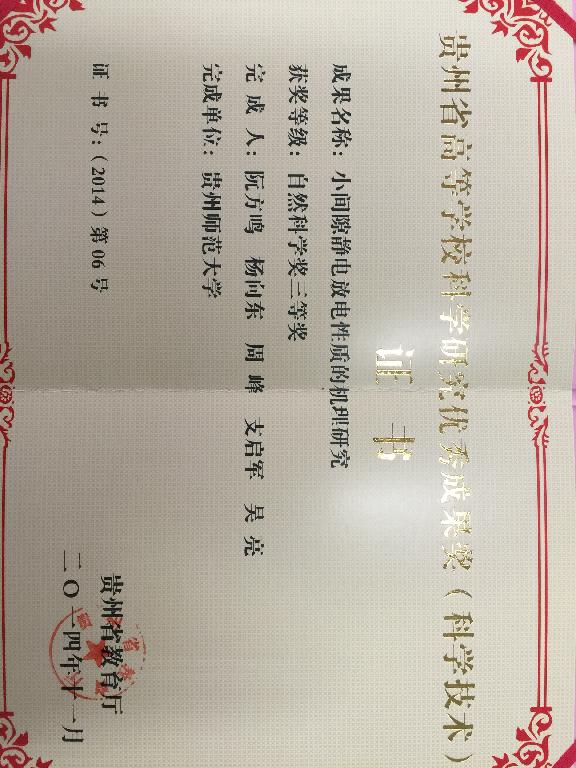 贵州省高等学校科学研究优秀成果奖（科学技术）
证 书
成果名称：小间隙静电放电性质的机理研究
获奖等级：自然科学奖三等奖
完 成 人：阮方鸣 杨向东 周 峰 支启军 吴 亮
完成单位：贵州师范大学
证 书 号：（2014）第 06 号
贵州省教育厅
二〇一四年十一月